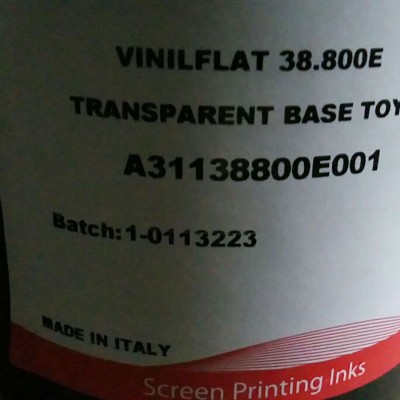 VINILFLAT 38.800E
TRANSPARENT BASE TOY
A31138800E001
Batch: 1-0113223
MADE IN ITALY
Screen Printing Inks